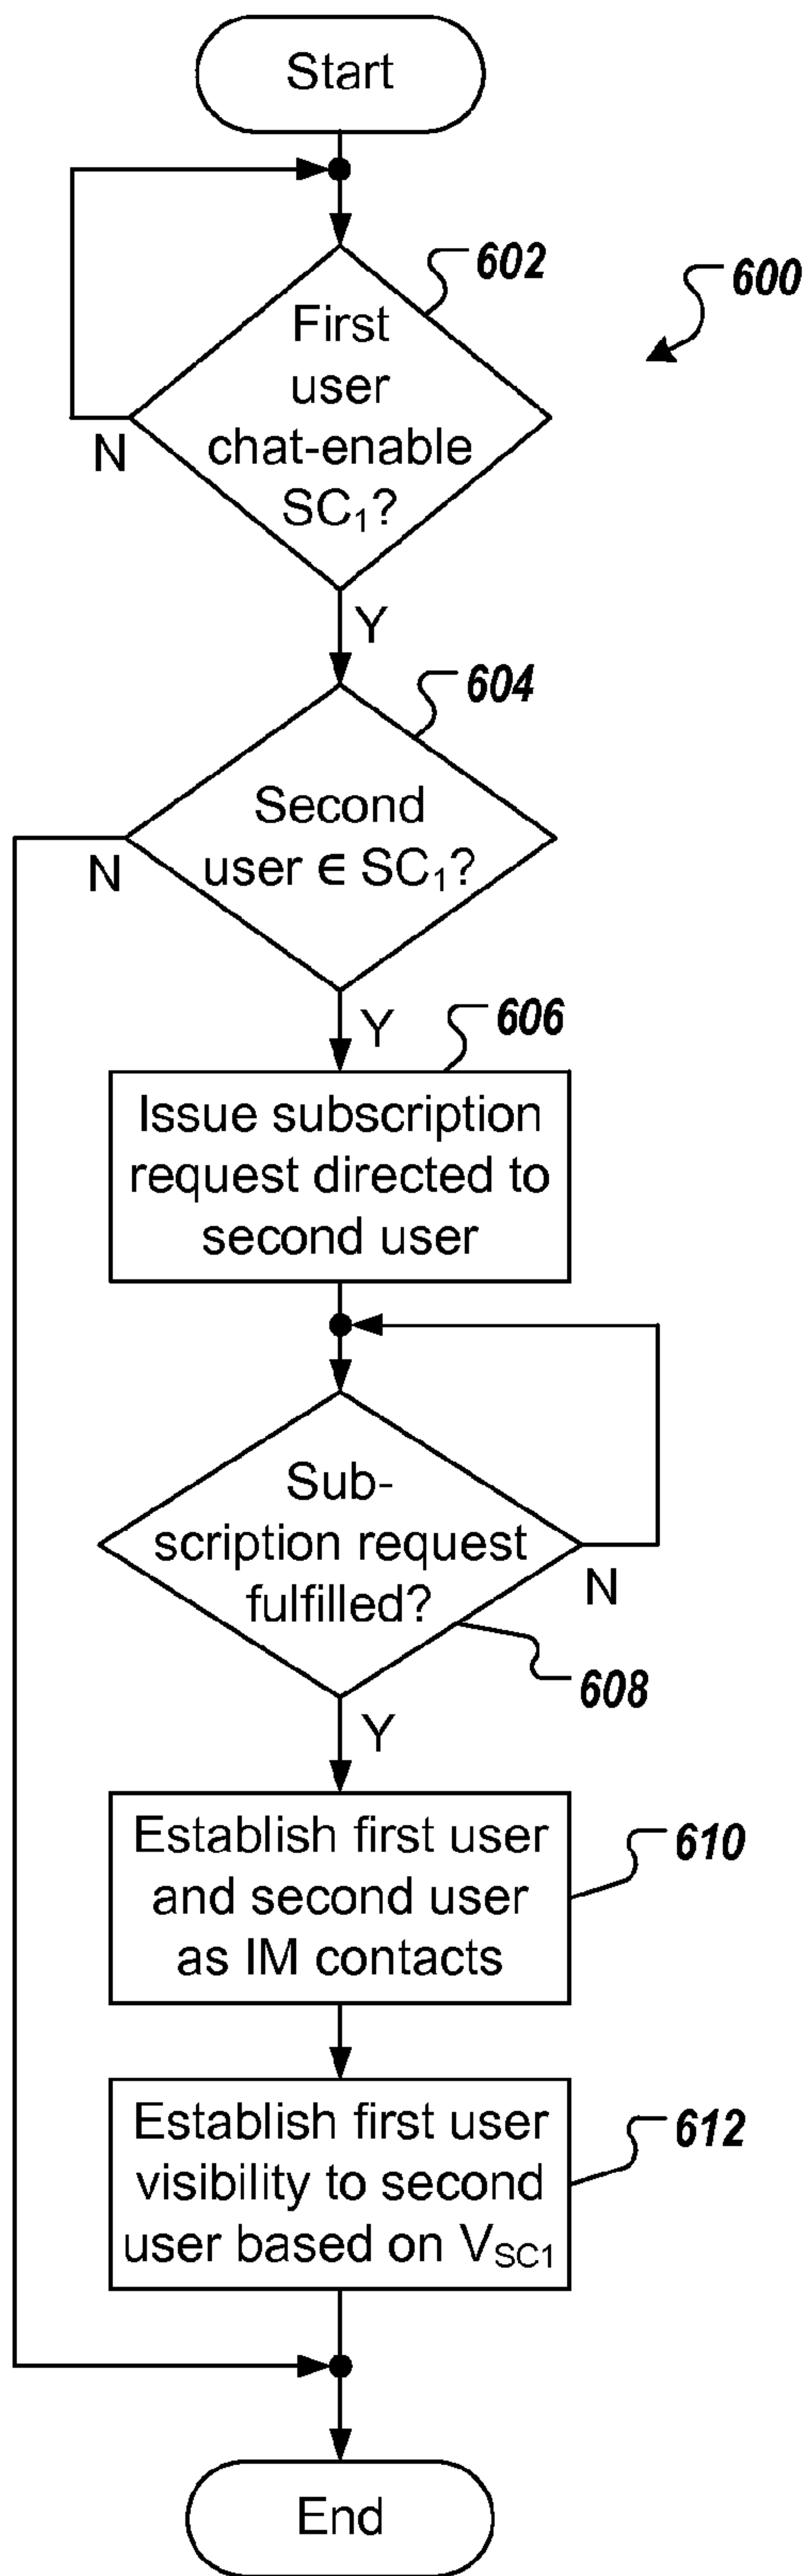 Start
602
600
First
user
chat-enable
SC₁?
N
Y
604
Second
user ∈ SC₁?
N
Y
606
Issue subscription
request directed to
second user
Sub-
scription request
fulfilled?
N
608
Y
Establish first user
and second user
as IM contacts
610
Establish first user
visibility to second
user based on V_SC1
612
End